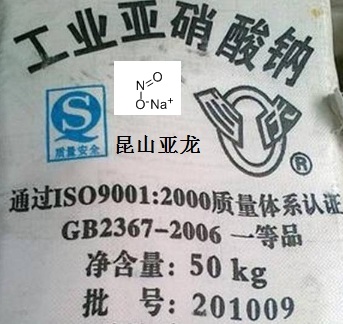 工业亚硝酸钠
N=O
O-Na+
质量安全
昆山亚龙
®
通过ISO9001:2000质量体系认证
GB2367-2006 一等品
净含量: 50 kg
批 号: 201009